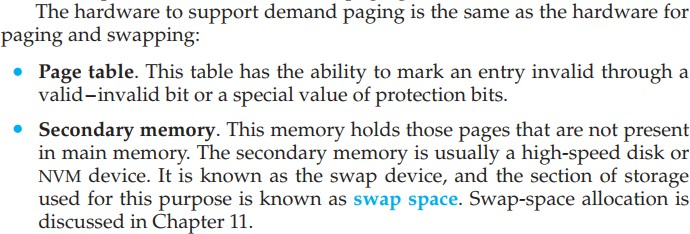 The hardware to support demand paging is the same as the hardware for
paging and swapping:
• Page table. This table has the ability to mark an entry invalid through a
valid–invalid bit or a special value of protection bits.
• Secondary memory. This memory holds those pages that are not present
in main memory. The secondary memory is usually a high-speed disk or
NVM device. It is known as the swap device, and the section of storage
used for this purpose is known as swap space. Swap-space allocation is
discussed in Chapter 11.